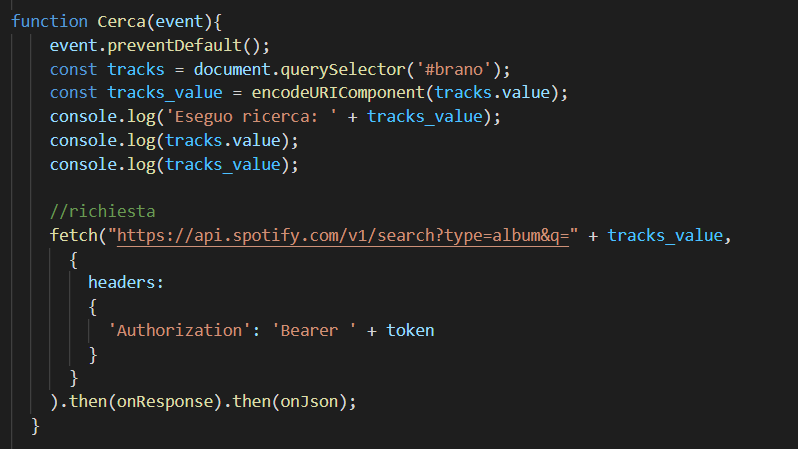 function Cerca(event){
event.preventDefault();
const tracks = document.querySelector('#brano');
const tracks_value = encodeURIComponent(tracks.value);
console.log('Eseguo ricerca: ' + tracks_value);
console.log(tracks.value);
console.log(tracks_value);
//richiesta
fetch("https://api.spotify.com/v1/search?type=album&q=" + tracks_value,
{
headers:
{
'Authorization': 'Bearer ' + token
}
}
).then(onResponse).then(onJson);
}